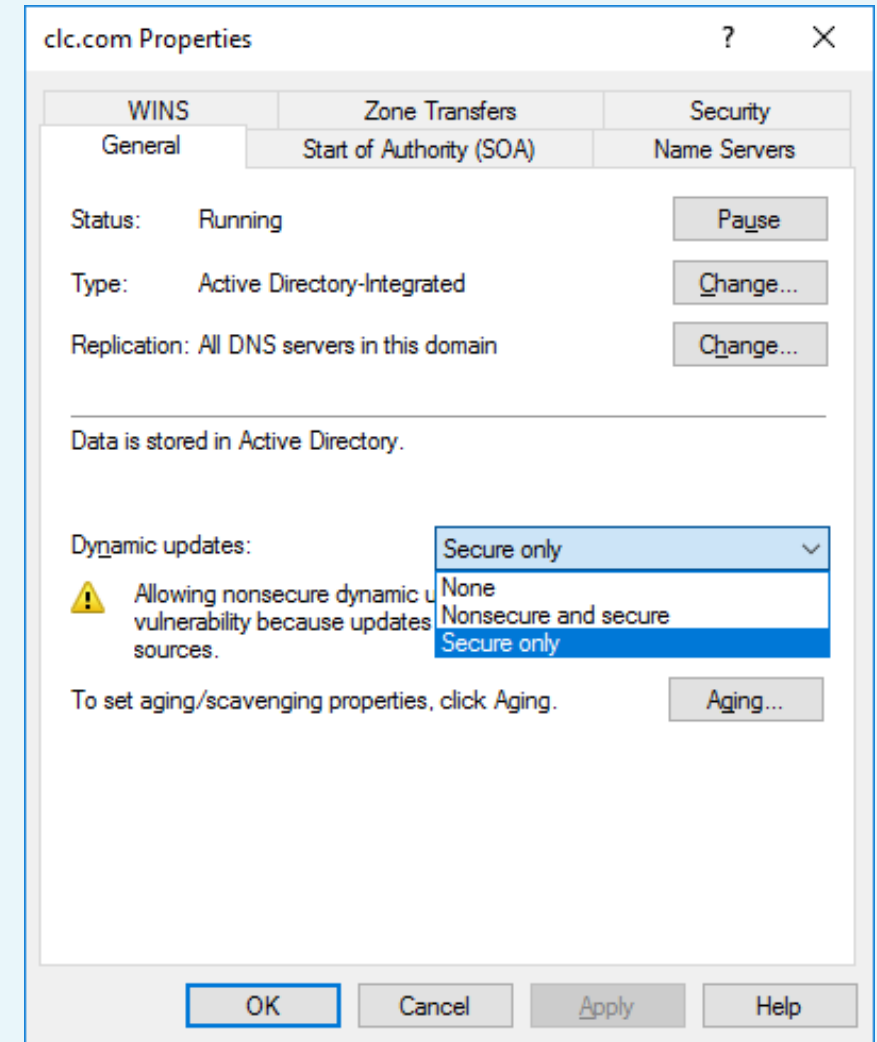 clc.com Properties
?
WINS Zone Transfers Security
General Start of Authority (SOA) Name Servers
Status: Running Pause
Type: Active Directory-Integrated Change...
Replication: All DNS servers in this domain Change...
Data is stored in Active Directory.
Dynamic updates: Secure only
None
Nonsecure and secure
Secure only
Allowing nonsecure dynamic u
vulnerability because updates
sources.
To set aging/scavenging properties, click Aging. Aging...
OK Cancel Apply Help